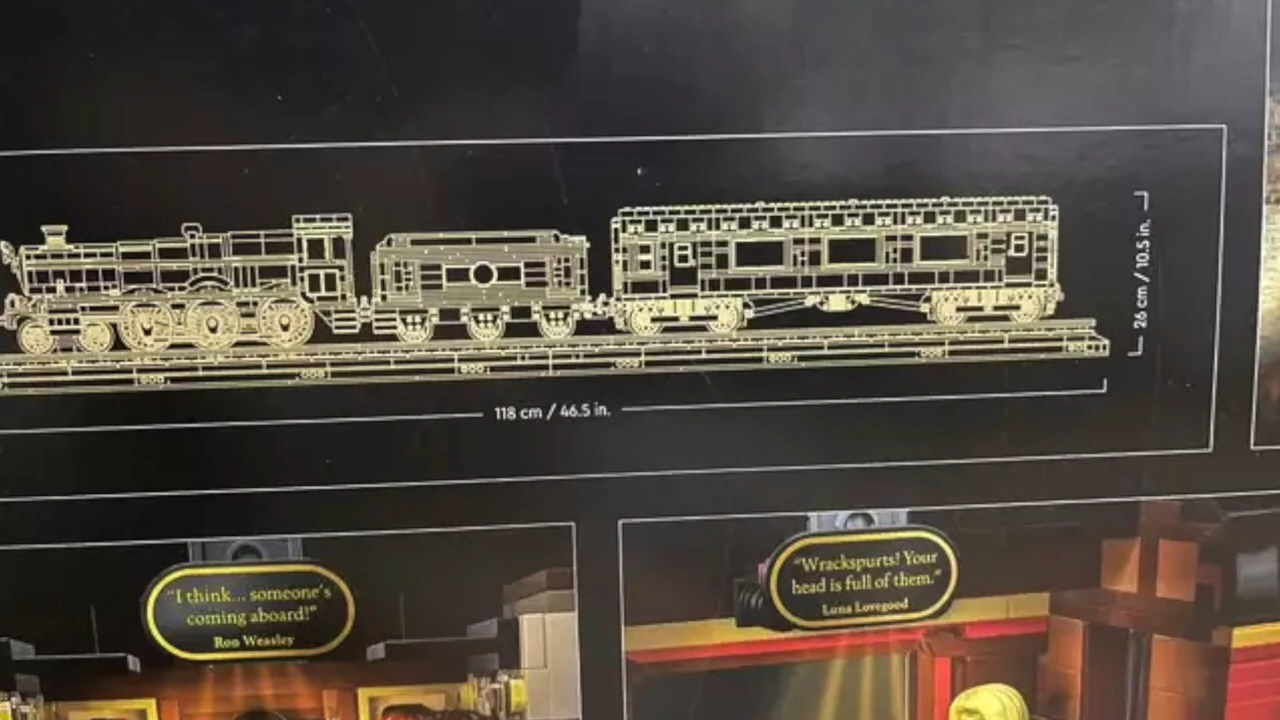 26 cm / 10.5 in.
118 cm / 46.5 in.
"I think... someone's
coming aboard!"
Ron Weasley
"Wrackspurts! Your
head is full of them."
Luna Lovegood